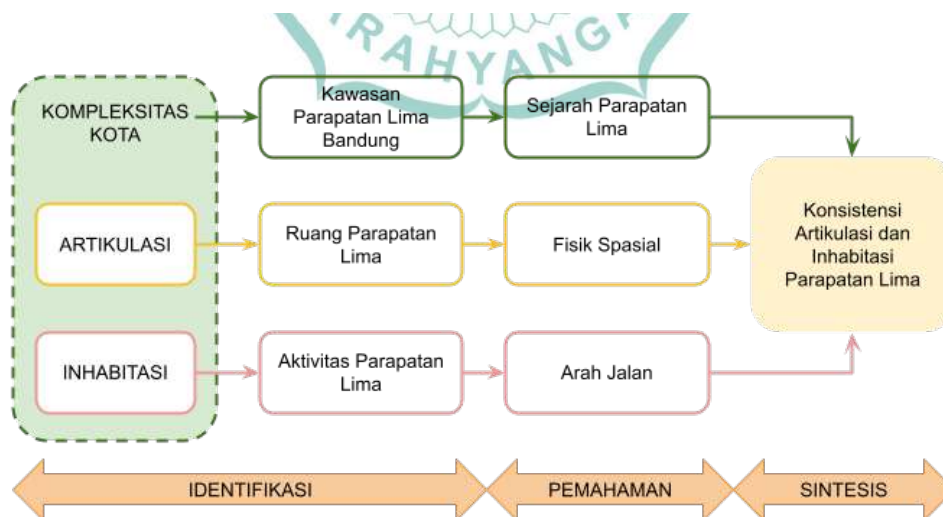 RAHYANG
KOMPLEKSITAS
KOTA
Kawasan
Parapatan Lima
Bandung
Sejarah Parapatan
Lima
ARTIKULASI
Ruang Parapatan
Lima
Fisik Spasial
Konsistensi
Artikulasi dan
Inhabitasi
Parapatan Lima
INHABITASI
Aktivitas Parapatan
Lima
Arah Jalan
IDENTIFIKASI
PEMAHAMAN
SINTESIS